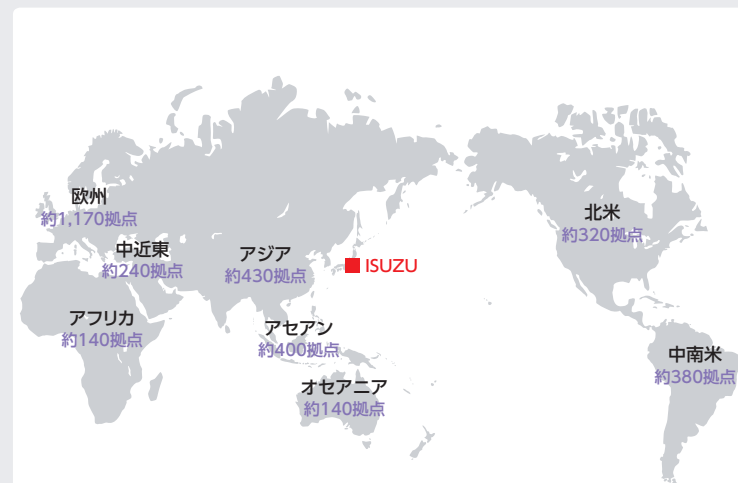 欧州
約1,170拠点
中近東
約240拠点
アジア
約430拠点
ISUZU
北米
約320拠点
アフリカ
約140拠点
アセアン
約400拠点
オセアニア
約140拠点
中南米
約380拠点